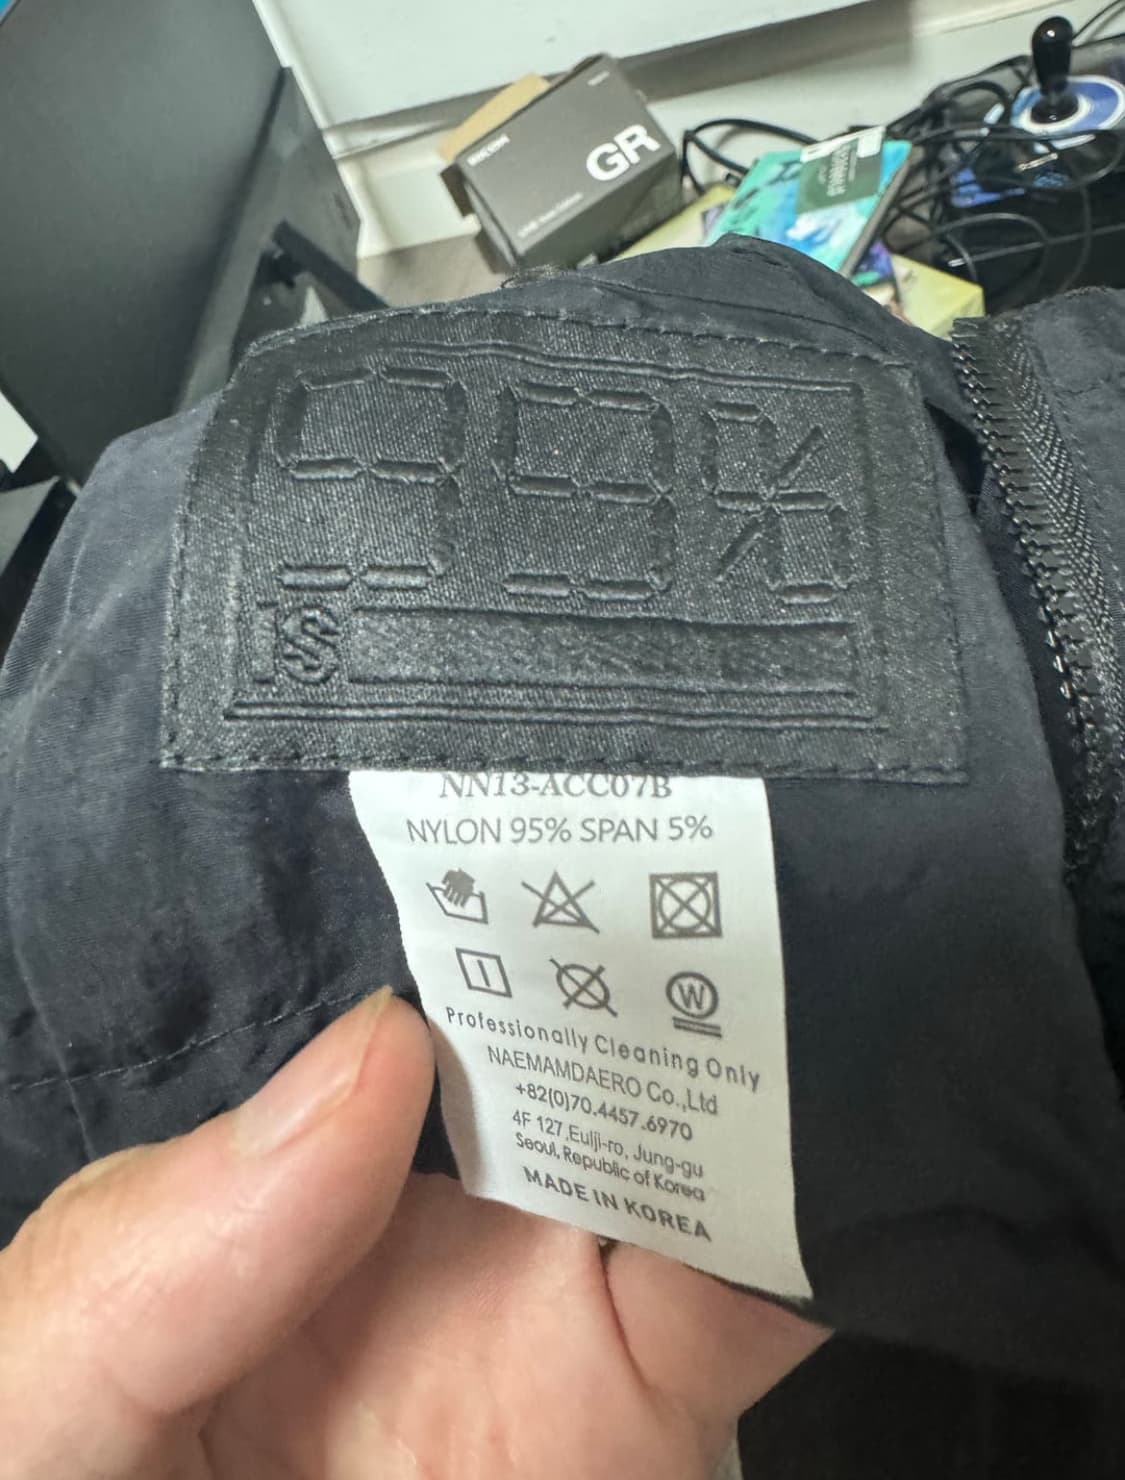 RICOH
GR
99%
NN13-ACC07B
NYLON 95% SPAN 5%
W
Professionally Cleaning Only
NAEMAMDAERO Co.,Ltd
+82(0)70.4457.6970
4F 127,Eulji-ro, Jung-gu
Seoul, Republic of Korea
MADE IN KOREA